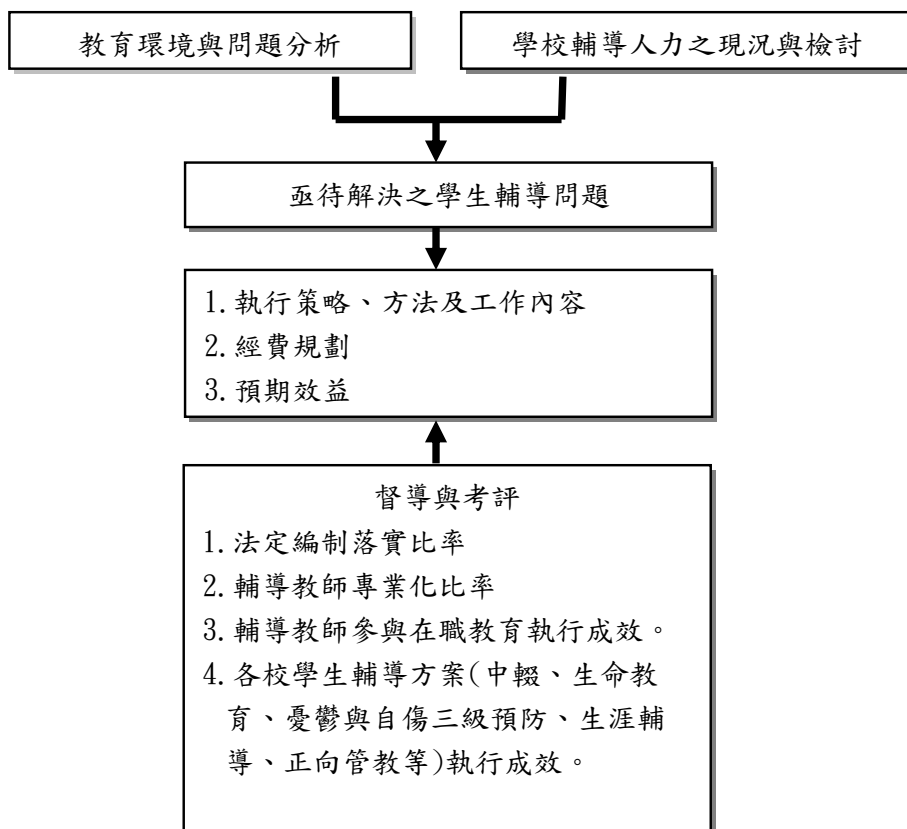 教育環境與問題分析
學校輔導人力之現況與檢討
亟待解決之學生輔導問題
1.執行策略、方法及工作內容
2.經費規劃
3.預期效益
督導與考評
1.法定編制落實比率
2.輔導教師專業化比率
3.輔導教師參與在職教育執行成效。
4.各校學生輔導方案(中輟、生命教
育、憂鬱與自傷三級預防、生涯輔
導、正向管教等)執行成效。